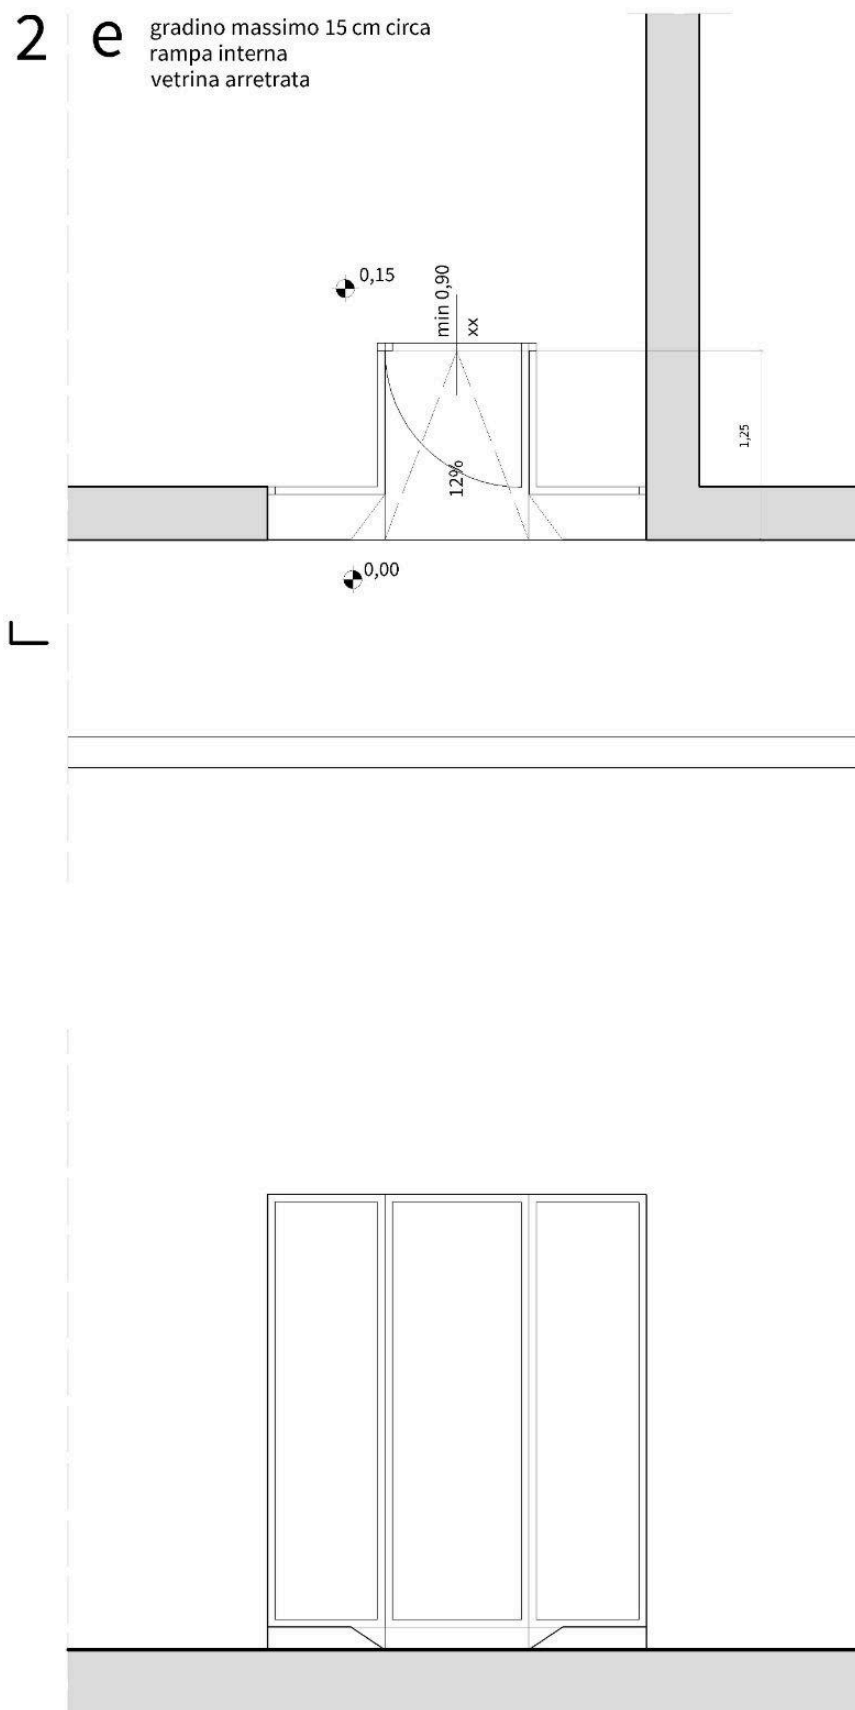 2 e
gradino massimo 15 cm circa
rampa interna
vetrina arretrata
0,15
min 0,90
xx
1,25
12%
0,00